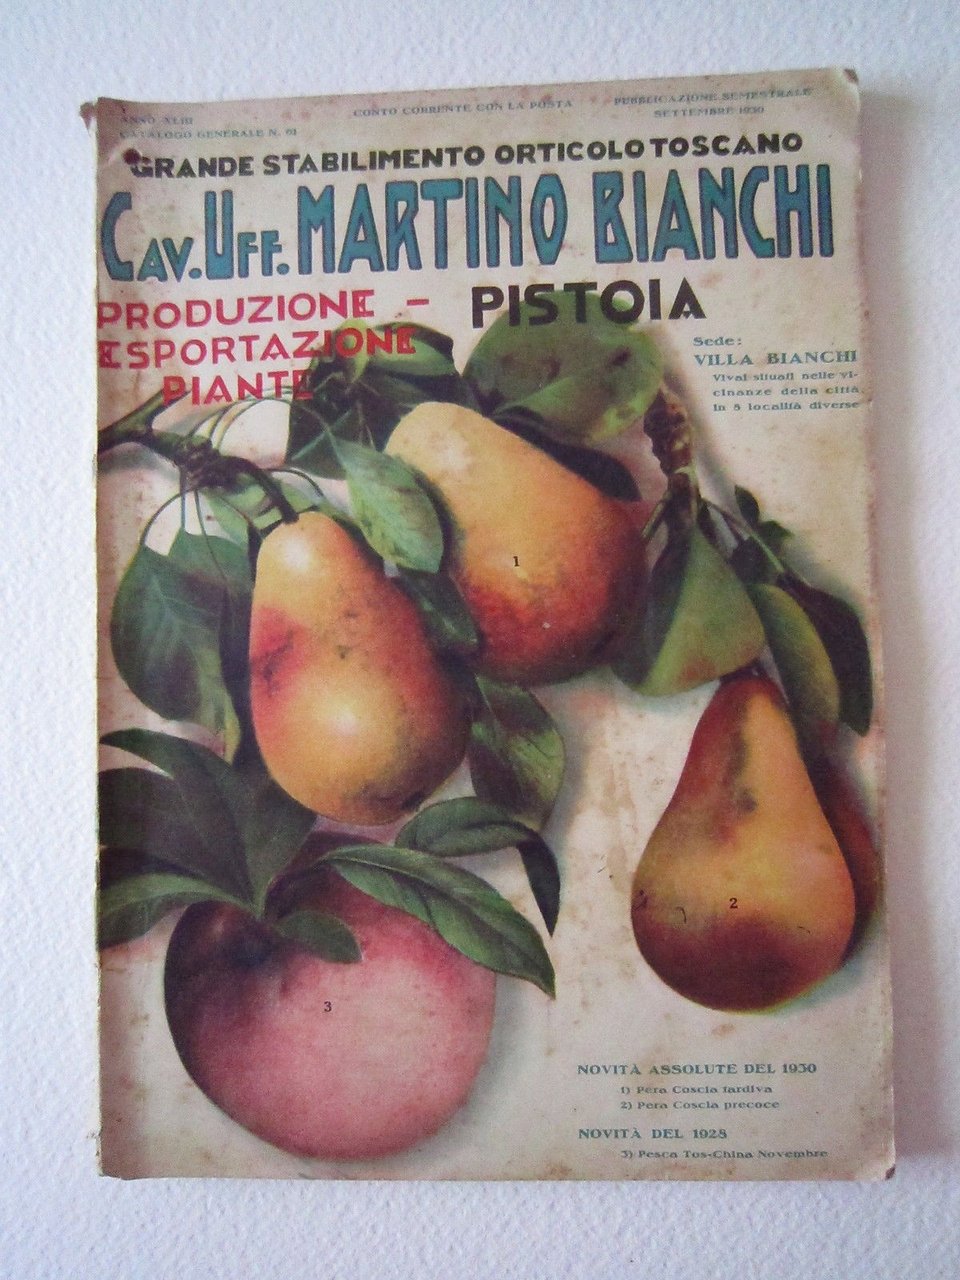 ANNO XLIII
CATALOGO GENERALE N. 61
CONTO CORRENTE CON LA POSTA
PUBBLICAZIONE SEMESTRALE
SETTEMBRE 1930
GRANDE STABILIMENTO ORTICOLO TOSCANO
CAV. UFF. MARTINO BIANCHI
PRODUZIONE - PISTOIA
ESPORTAZIONE
PIANTE
Sede:
VILLA BIANCHI
Vivai situati nelle vi-
cinanze della città
in 8 località diverse
1
2
3
NOVITÀ ASSOLUTE DEL 1930
1) Pera Coscia tardiva
2) Pera Coscia precoce
NOVITÀ DEL 1928
3) Pesca Tos-China Novembre